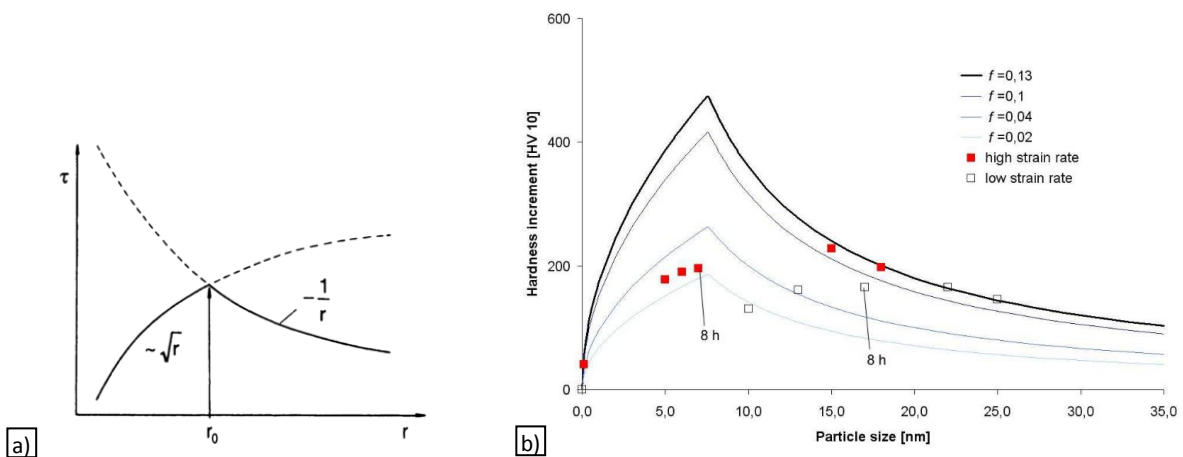 τ
~√r
-1/r
r₀
r
a)
Hardness increment [HV 10]
600
400
200
0
f =0,13
f =0,1
f =0,04
f =0,02
high strain rate
low strain rate
8 h
8 h
0,0 5,0 10,0 15,0 20,0 25,0 30,0 35,0
Particle size [nm]
b)